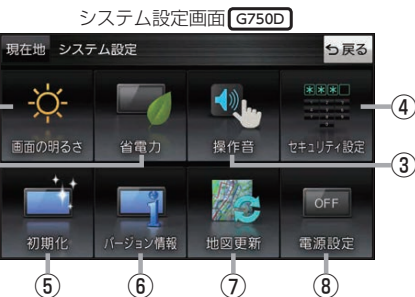 システム設定画面 G750D
現在地 システム設定 戻る
画面の明るさ 省電力 操作音 セキュリティ設定
④
③
OFF
初期化 バージョン情報 地図更新 電源設定
⑤ ⑥ ⑦ ⑧